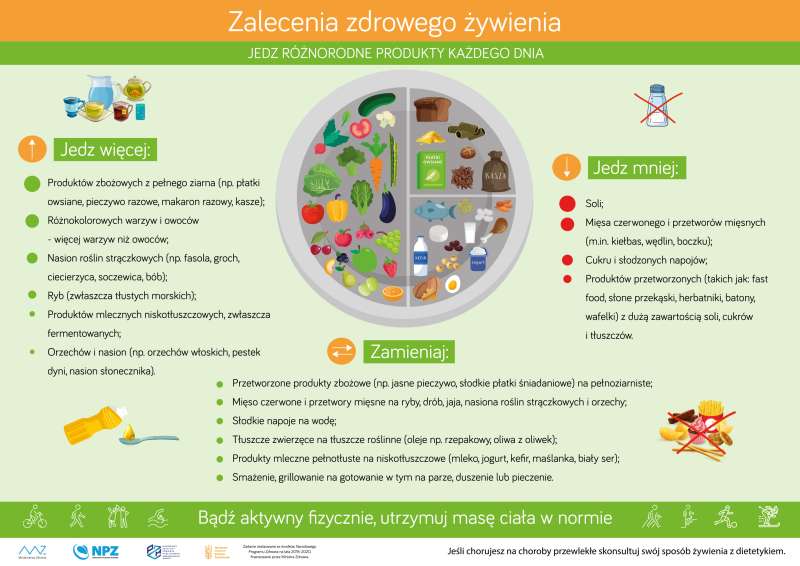 Zalecenia zdrowego żywienia
JEDZ RÓŻNORODNE PRODUKTY KAŻDEGO DNIA
Jedz więcej:
Produktów zbożowych z pełnego ziarna (np. płatki
owsiane, pieczywo razowe, makaron razowy, kasze);
Różnokolorowych warzyw i owoców
- więcej warzyw niż owoców;
Nasion roślin strączkowych (np. fasola, groch,
ciecierzyca, soczewica, bób);
Ryb (zwłaszcza tłustych morskich);
Produktów mlecznych niskotłuszczowych, zwłaszcza
fermentowanych;
Orzechów i nasion (np. orzechów włoskich, pestek
dyni, nasion słonecznika).
PŁATKI
OWSIANE
KASZA
KEFIR
Jogurt
Jedz mniej:
Soli;
Mięsa czerwonego i przetworów mięsnych
(m.in. kiełbas, wędlin, boczku);
Cukru i słodzonych napojów;
Produktów przetworzonych (takich jak: fast
food, słone przekąski, herbatniki, batony,
wafelki) z dużą zawartością soli, cukrów
i tłuszczów.
Zamieniaj:
Przetworzone produkty zbożowe (np. jasne pieczywo, słodkie płatki śniadaniowe) na pełnoziarniste;
Mięso czerwone i przetwory mięsne na ryby, drób, jaja, nasiona roślin strączkowych i orzechy;
Słodkie napoje na wodę;
Tłuszcze zwierzęce na tłuszcze roślinne (oleje np. rzepakowy, oliwa z oliwek);
Produkty mleczne pełnotłuste na niskotłuszczowe (mleko, jogurt, kefir, maślanka, biały ser);
Smażenie, grillowanie na gotowanie w tym na parze, duszenie lub pieczenie.
Bądź aktywny fizycznie, utrzymuj masę ciała w normie
NPZ
Jeśli chorujesz na choroby przewlekłe skonsultuj swój sposób żywienia z dietetykiem.